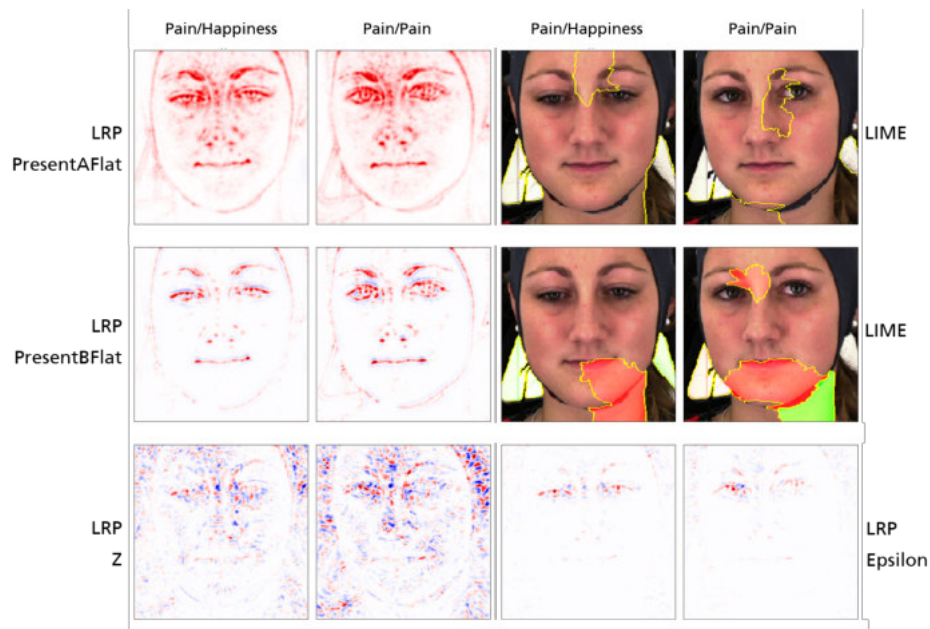 Pain/Happiness Pain/Pain Pain/Happiness Pain/Pain
LRP
PresentAFlat
LIME
LRP
PresentBFlat
LIME
LRP
Z
LRP
Epsilon